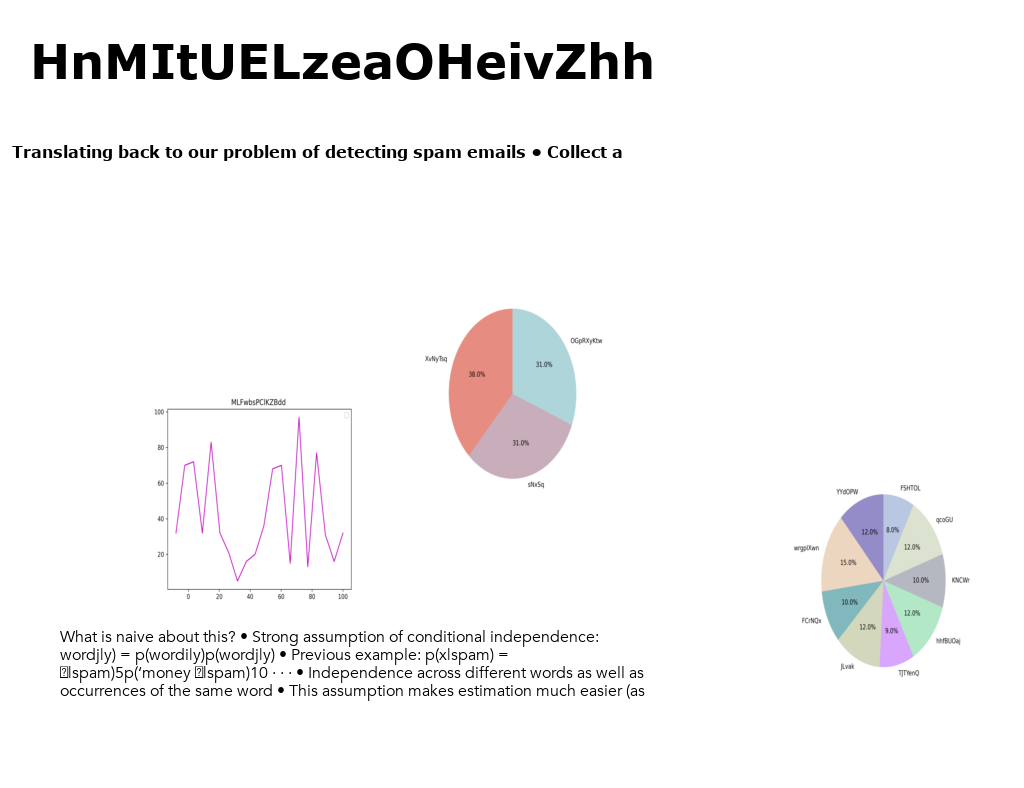 HnMItUELzeaOHeivZhh
Translating back to our problem of detecting spam emails • Collect a
OGpRXyKtw
XvNyTsq
31.0%
38.0%
31.0%
sNxSq
MLFwbsPClKZBdd
100
80
60
40
20
0 20 40 60 80 100
YYdOPW
FSHTOL
qcoGU
12.0%
8.0%
wrgplXwn
12.0%
15.0%
10.0%
KNCWr
10.0%
12.0%
FCrNQx
12.0%
9.0%
hhfBUOaj
JLvak
TJTYenQ
What is naive about this? • Strong assumption of conditional independence:
wordjly) = p(wordily)p(wordjly) • Previous example: p(xlspam) =
lspam)5p(‘money lspam)10 · · · • Independence across different words as well as
occurrences of the same word • This assumption makes estimation much easier (as